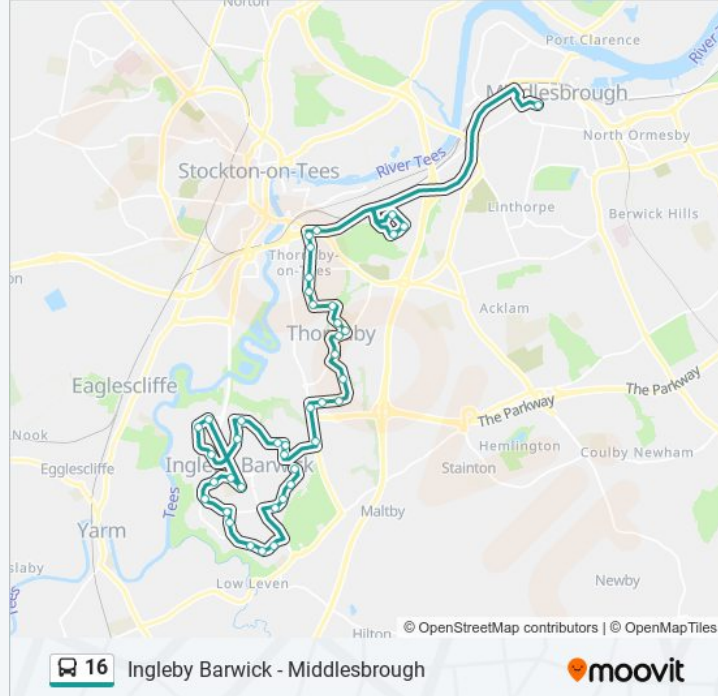 Norton
Port Clarence
River
Middlesbrough
North Ormesby
River Tees
Stockton-on-Tees
Linthorpe
Berwick Hills
Thornaby-
on-Tees
Acklam
Thornaby
Eaglescliffe
The Parkway
The Parkway
Nook
Hemlington
Coulby Newham
Egglescliffe
Ingleby Barwick
Stainton
Tees
Maltby
Yarm
slaby
Low Leven
Newby
Tees
Hilton
© OpenStreetMap contributors | © OpenMapTiles
16 Ingleby Barwick - Middlesbrough
moovit